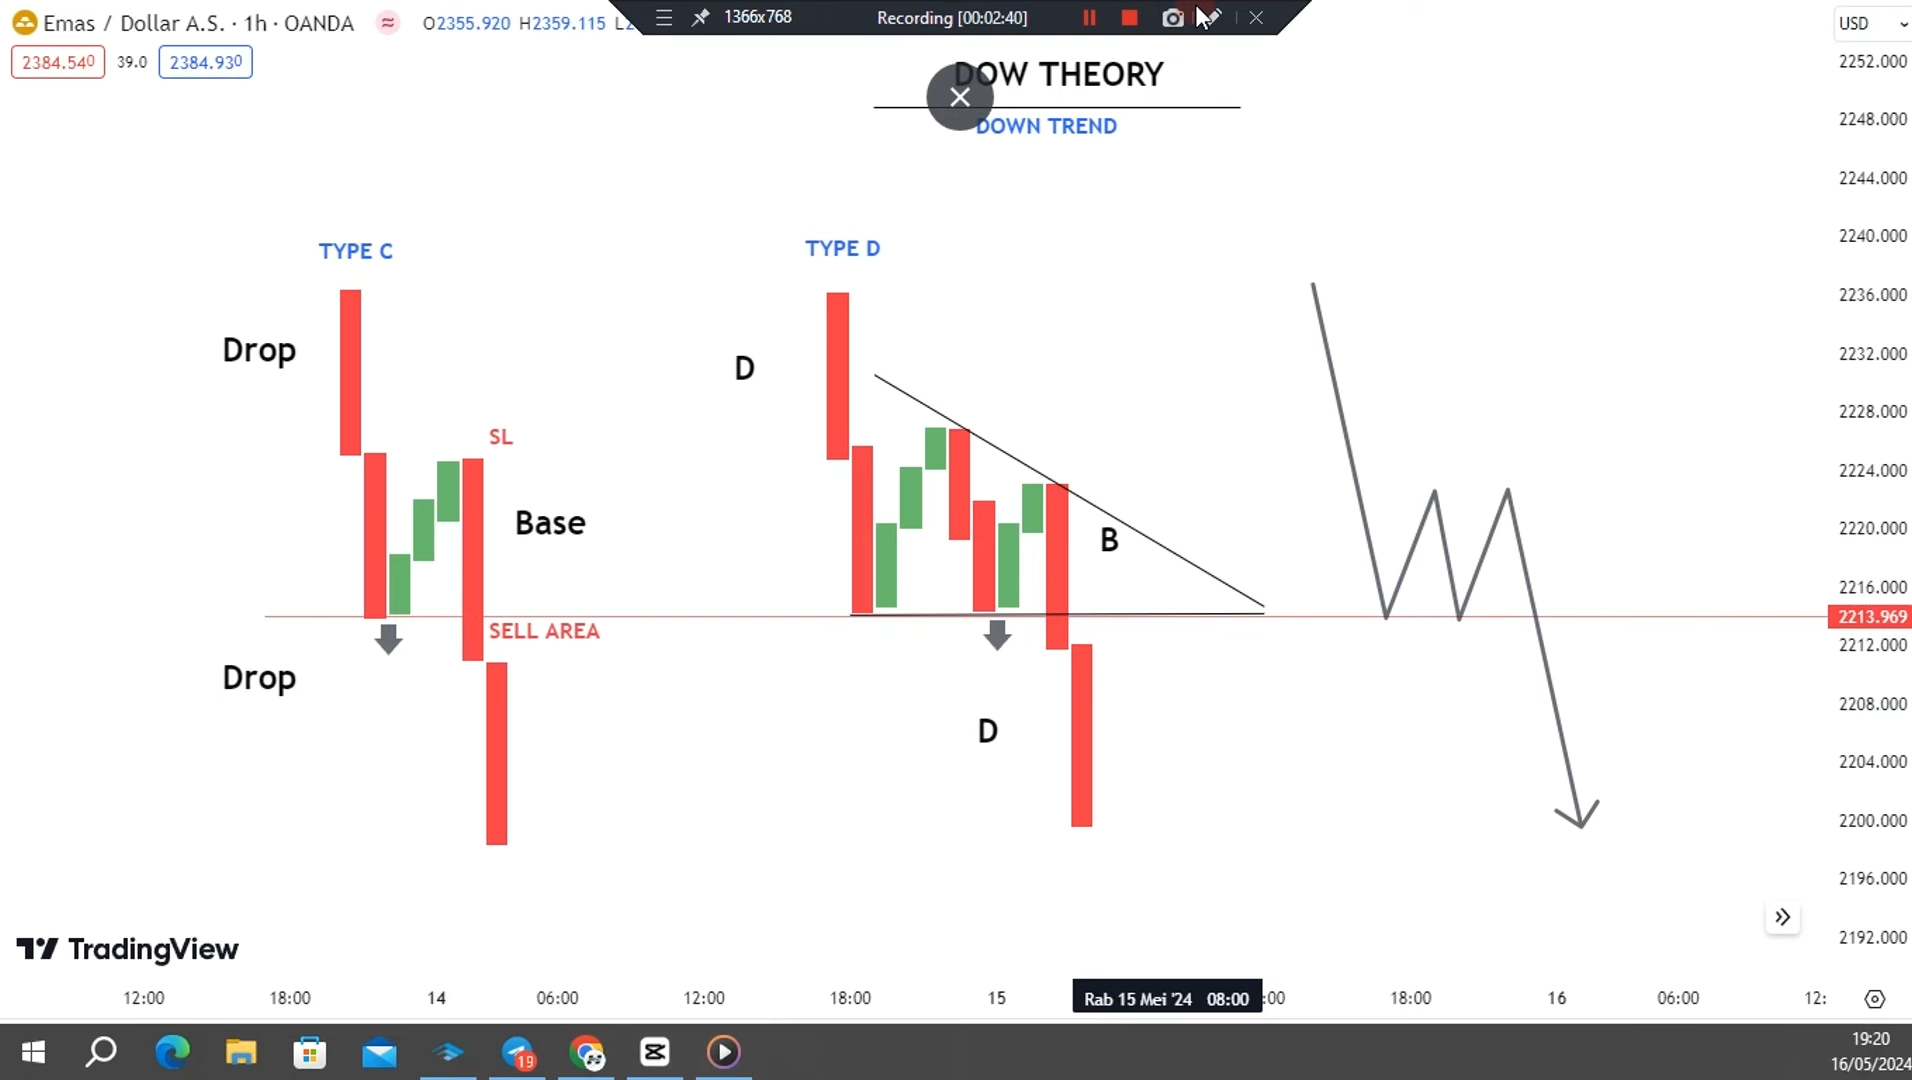 1366x768
Recording [00:02:40]
Emas / Dollar A.S. · 1h · OANDA
O2355.920 H2359.115
USD
2384.540
39.0
2384.930
DOW THEORY
DOWN TREND
TYPE C
TYPE D
Drop
D
SL
Base
B
SELL AREA
Drop
D
2252.000
2248.000
2244.000
2240.000
2236.000
2232.000
2228.000
2224.000
2220.000
2216.000
2213.969
2212.000
2208.000
2204.000
2200.000
2196.000
2192.000
TradingView
12:00 18:00 14 06:00 12:00 18:00 15 Rab 15 Mei '24 08:00 :00 18:00 16 06:00 12:
19
19:20
16/05/2024